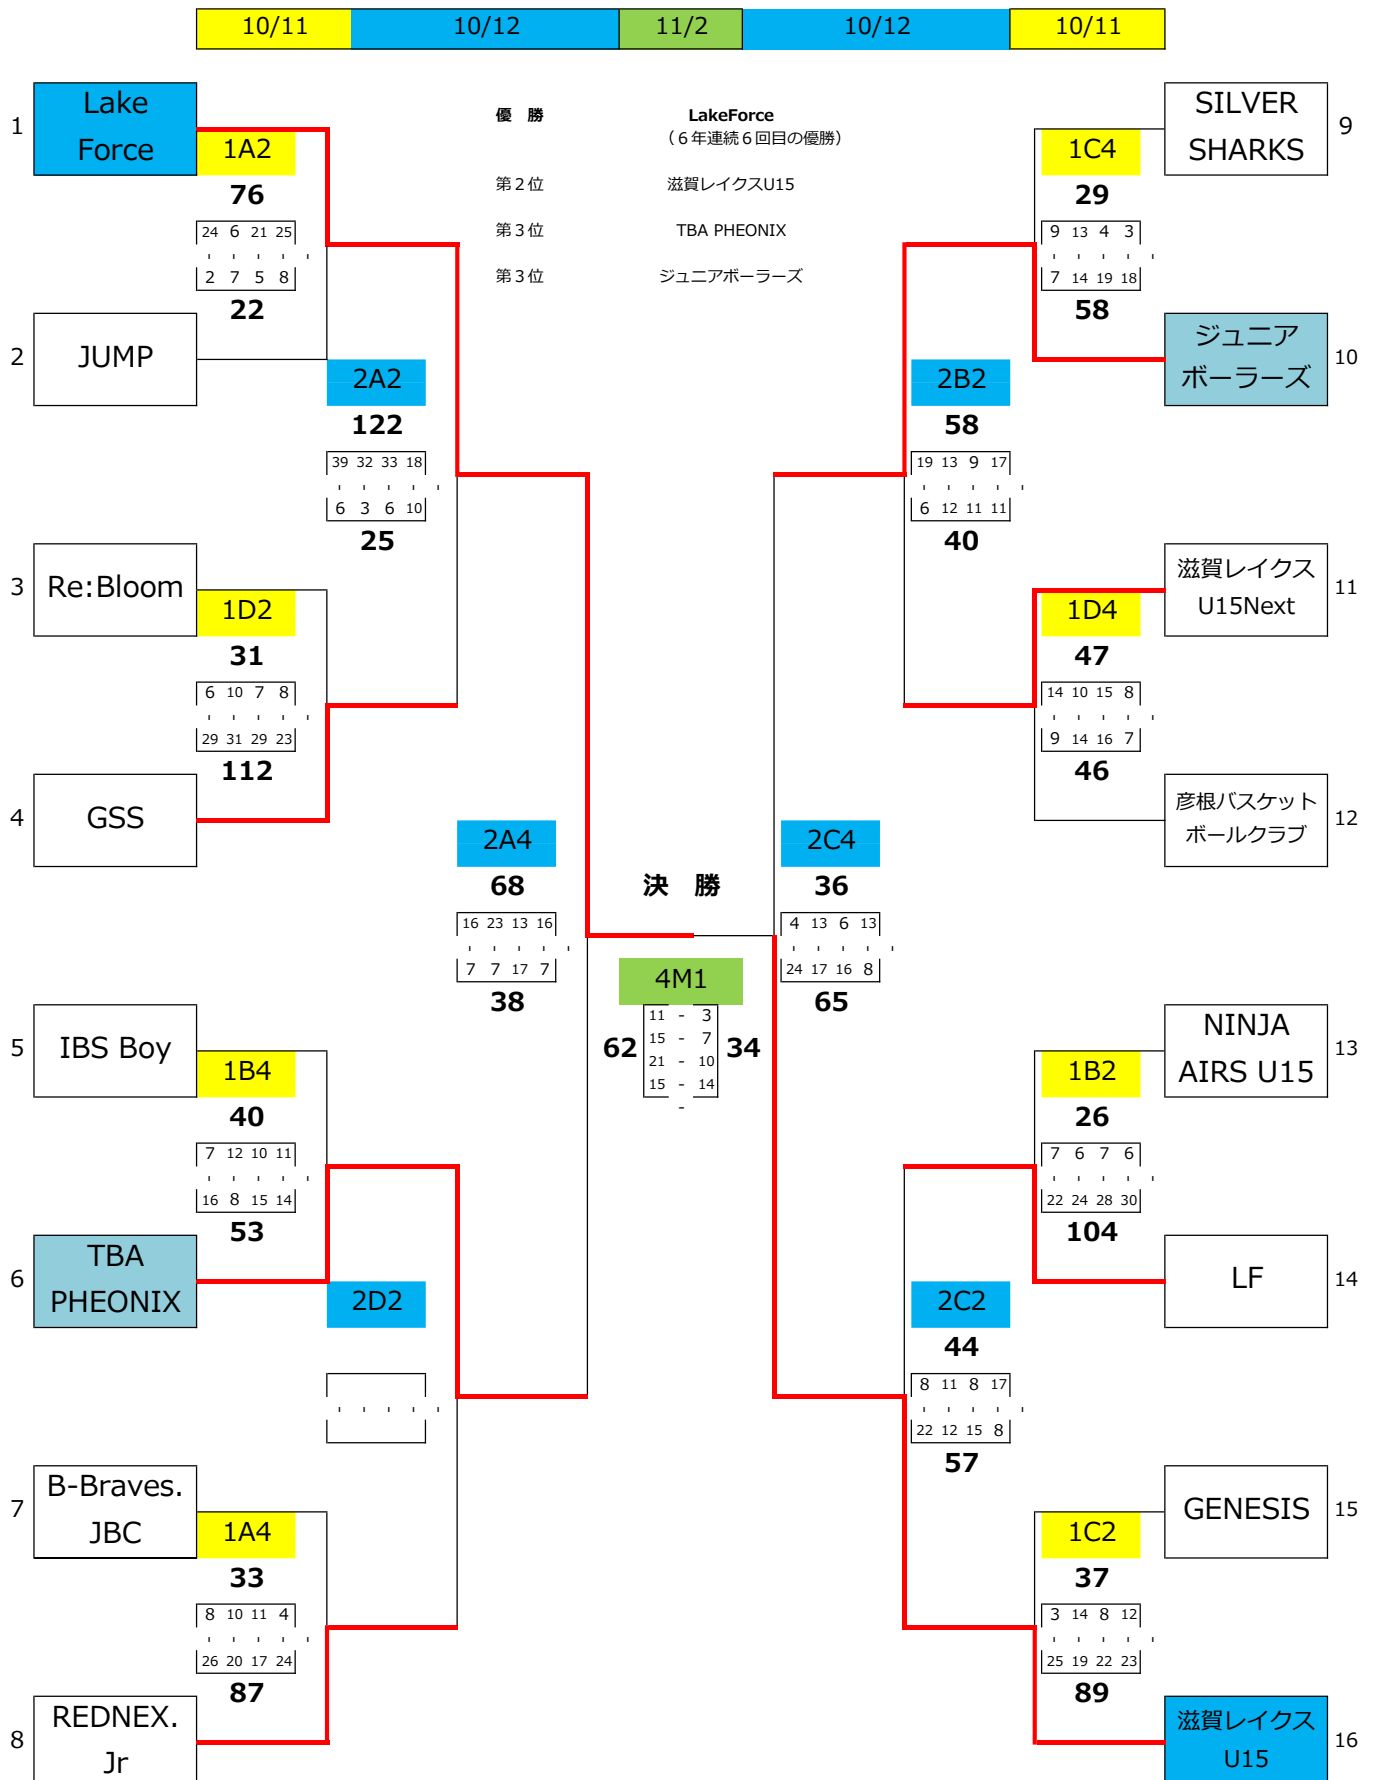 10/11 10/12 11/2 10/12 10/11
優 勝 LakeForce
(6年連続6回目の優勝)
第2位 滋賀レイクスU15
第3位 TBA PHEONIX
第3位 ジュニアボーラーズ
1
Lake
Force
1A2
76
24 6 21 25
2 7 5 8
22
2
JUMP
2A2
122
39 32 33 18
6 3 6 10
25
3
Re:Bloom
1D2
31
6 10 7 8
29 31 29 23
112
4
GSS
2A4
68
16 23 13 16
7 7 17 7
38
5
IBS Boy
1B4
40
7 12 10 11
16 8 15 14
53
6
TBA
PHEONIX
2D2
7
B-Braves.
JBC
1A4
33
8 10 11 4
26 20 17 24
87
8
REDNEX.
Jr
決 勝
4M1
62
11 - 3
15 - 7
21 - 10
15 - 14
-
34
SILVER
SHARKS
9
1C4
29
9 13 4 3
7 14 19 18
58
ジュニア
ボーラーズ
10
2B2
58
19 13 9 17
6 12 11 11
40
滋賀レイクス
U15Next
11
1D4
47
14 10 15 8
9 14 16 7
46
彦根バスケット
ボールクラブ
12
2C4
36
4 13 6 13
24 17 16 8
65
NINJA
AIRS U15
13
1B2
26
7 6 7 6
22 24 28 30
104
LF
14
2C2
44
8 11 8 17
22 12 15 8
57
GENESIS
15
1C2
37
3 14 8 12
25 19 22 23
89
滋賀レイクス
U15
16